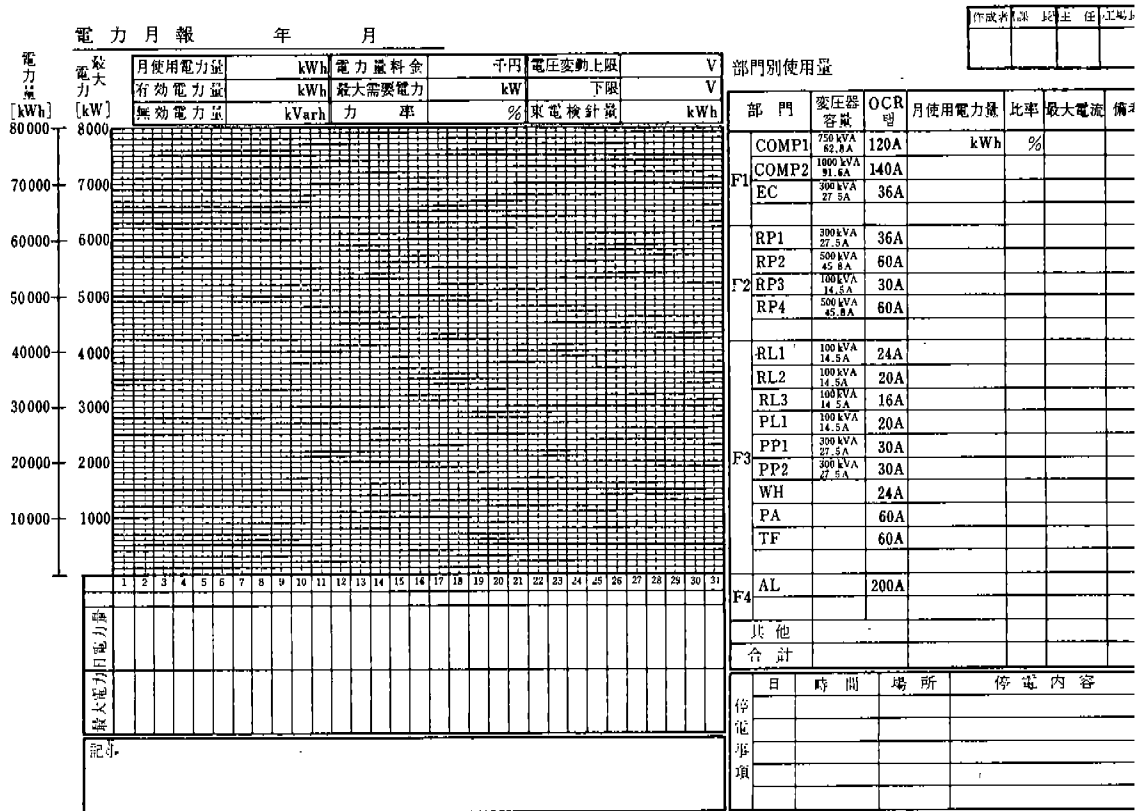 作成者 課長 主任 工場長
電力月報 年 月
電力量 [kWh]
最大電力 [kW]
月使用電力量 kWh 電力量料金 千円 電圧変動上限 V
有効電力量 kWh 最大需要電力 kW 下限 V
無効電力量 kVarh 力率 % 東電検針量 kWh
80000 8000
70000 7000
60000 6000
50000 5000
40000 4000
30000 3000
20000 2000
10000 1000
1 2 3 4 5 6 7 8 9 10 11 12 13 14 15 16 17 18 19 20 21 22 23 24 25 26 27 28 29 30 31
日電力量
最大電力
記事
部門別使用量
部門 変圧器容量 OCR 月使用電力量 比率 最大電流 備考
F1
COMP1 750kVA 62.8A 120A kWh %
COMP2 1000kVA 91.6A 140A
EC 300kVA 27.5A 36A
F2
RP1 300kVA 27.5A 36A
RP2 500kVA 45.8A 60A
RP3 100kVA 14.5A 30A
RP4 500kVA 45.8A 60A
F3
RL1 100kVA 14.5A 24A
RL2 100kVA 14.5A 20A
RL3 100kVA 14.5A 16A
PL1 100kVA 14.5A 20A
PP1 300kVA 27.5A 30A
PP2 300kVA 27.5A 30A
WH 24A
PA 60A
TF 60A
F4
AL 200A
其他
合計
停電事項
日 時間 場所 停電内容